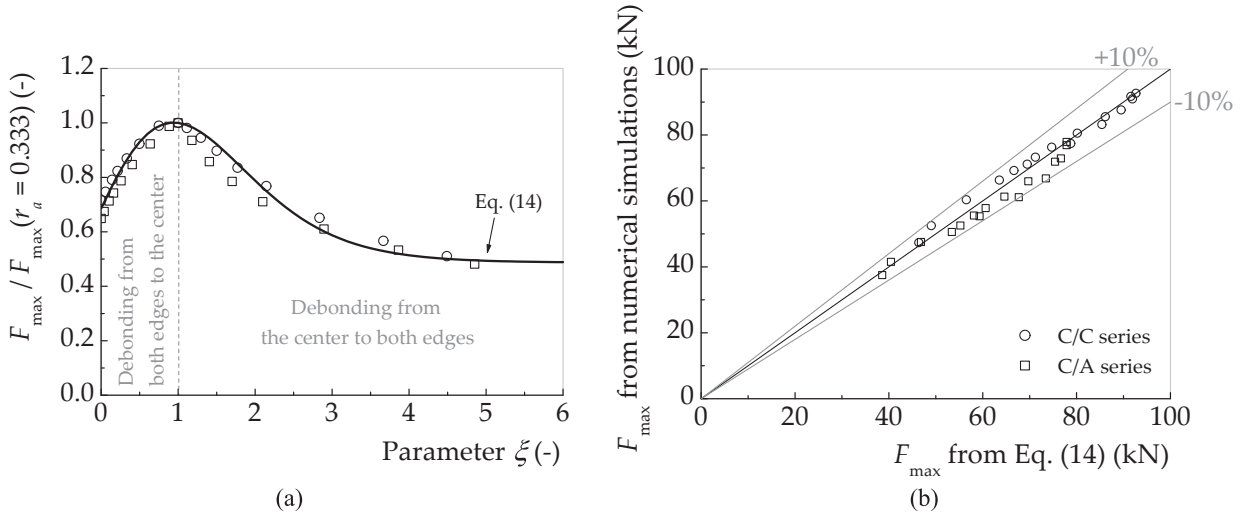 F_max / F_max (r_a = 0.333) (-)
1.2
1.0
0.8
0.6
0.4
0.2
0.0
Debonding from
both edges to the center
Eq. (14)
Debonding from
the center to both edges
0 1 2 3 4 5 6
Parameter ξ (-)
(a)
F_max from numerical simulations (kN)
100
80
60
40
20
0
+10%
-10%
C/C series
C/A series
0 20 40 60 80 100
F_max from Eq. (14) (kN)
(b)